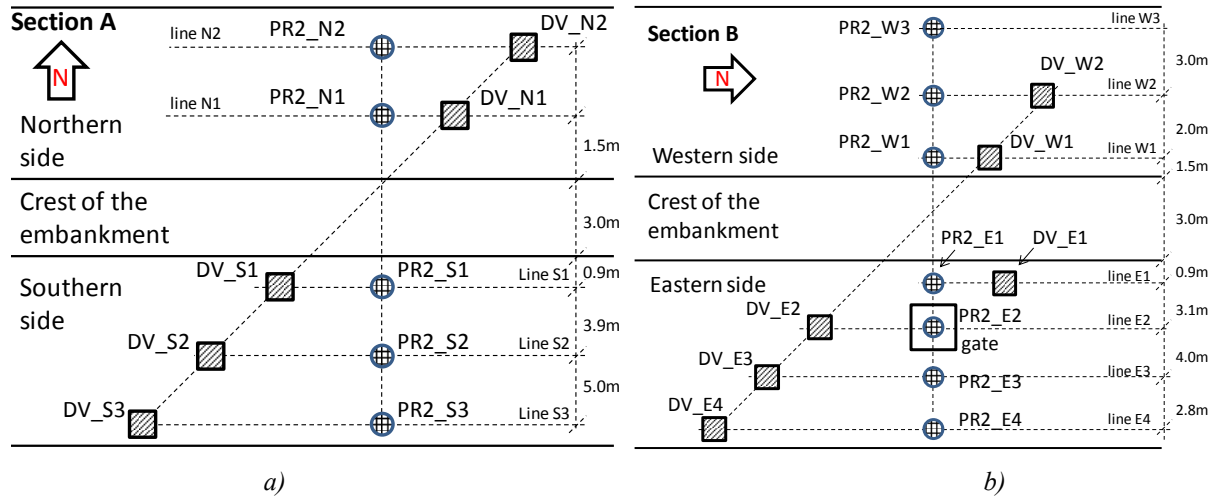 Section A
N
Northern
side
line N2
PR2_N2
DV_N2
line N1
PR2_N1
DV_N1
1.5m
Crest of the
embankment
3.0m
Southern
side
DV_S1
PR2_S1
Line S1
0.9m
DV_S2
PR2_S2
Line S2
3.9m
DV_S3
PR2_S3
Line S3
5.0m
a)
Section B
N
PR2_W3
line W3
3.0m
DV_W2
PR2_W2
line W2
2.0m
PR2_W1
DV_W1
line W1
Western side
1.5m
Crest of the
embankment
3.0m
PR2_E1
DV_E1
Eastern side
line E1
0.9m
DV_E2
PR2_E2
gate
line E2
3.1m
DV_E3
PR2_E3
line E3
4.0m
DV_E4
PR2_E4
line E4
2.8m
b)